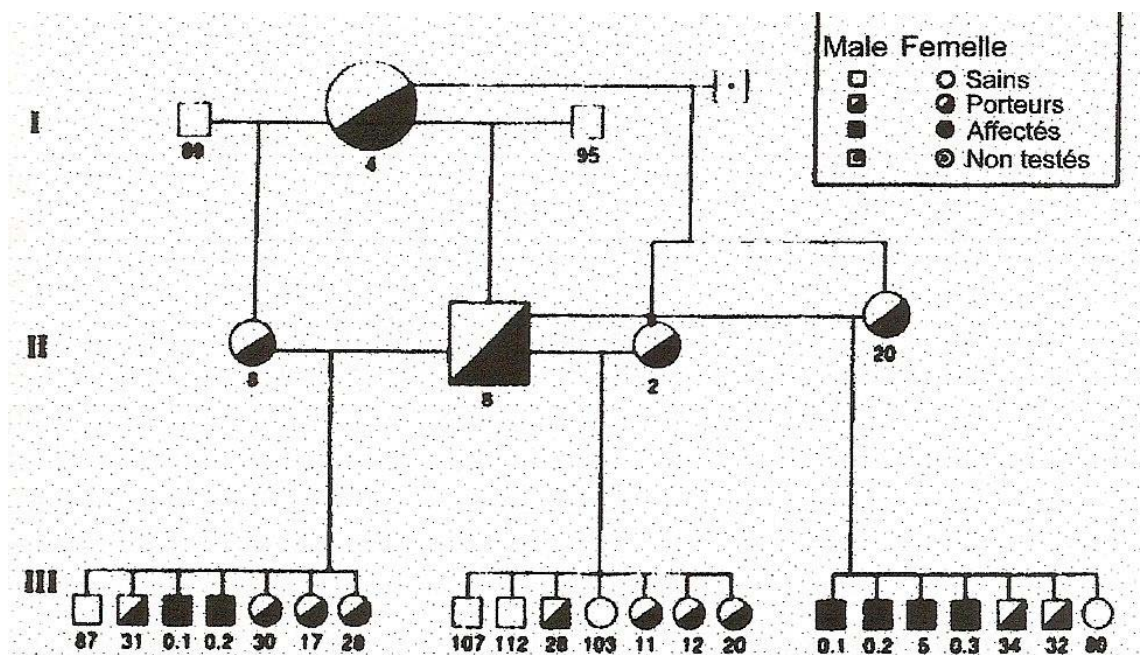 Male Femelle
Sains
Porteurs
Affectés
Non testés
I
4
95
II
8
2
20
III
87 31 0.1 0.2 30 17 28
107 112 28 103 11 12 20
0.1 0.2 5 0.3 34 32